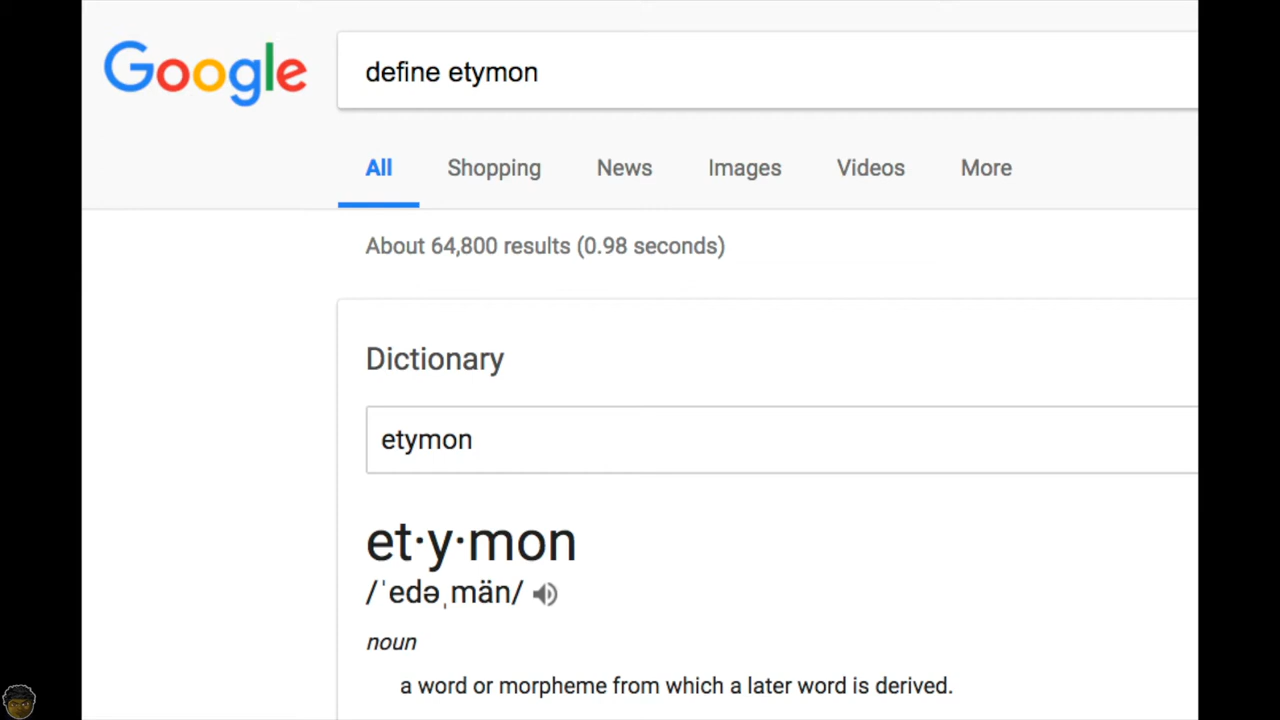 Google
define etymon
All Shopping News Images Videos More
About 64,800 results (0.98 seconds)
Dictionary
etymon
et·y·mon
/ˈedəˌmän/
noun
a word or morpheme from which a later word is derived.